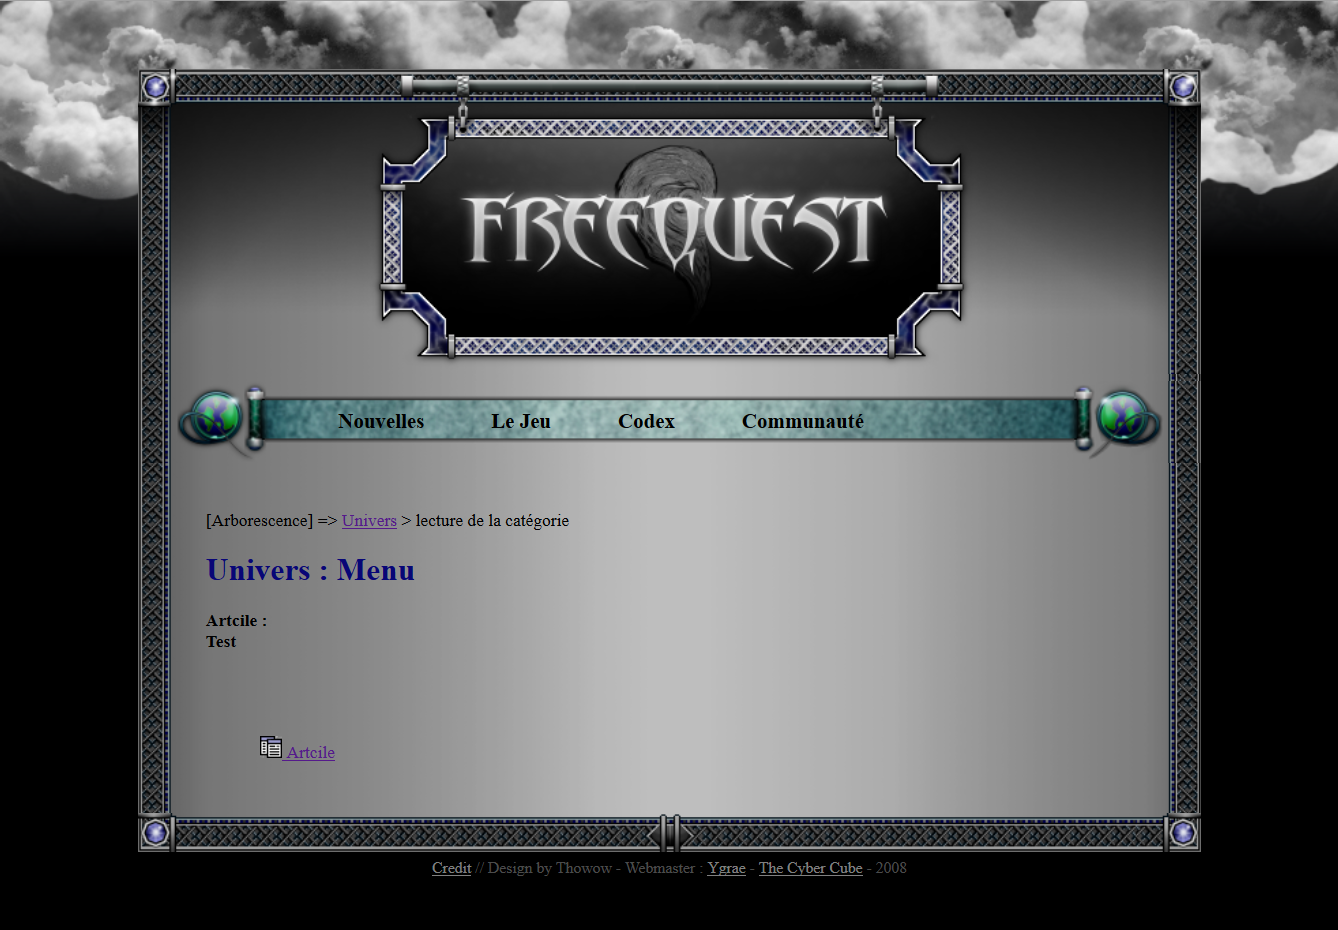 FREEQUEST
Nouvelles Le Jeu Codex Communauté
[Arborescence] => Univers > lecture de la catégorie
Univers : Menu
Artcile :
Test
Artcile
Credit // Design by Thowow - Webmaster : Ygrae - The Cyber Cube - 2008